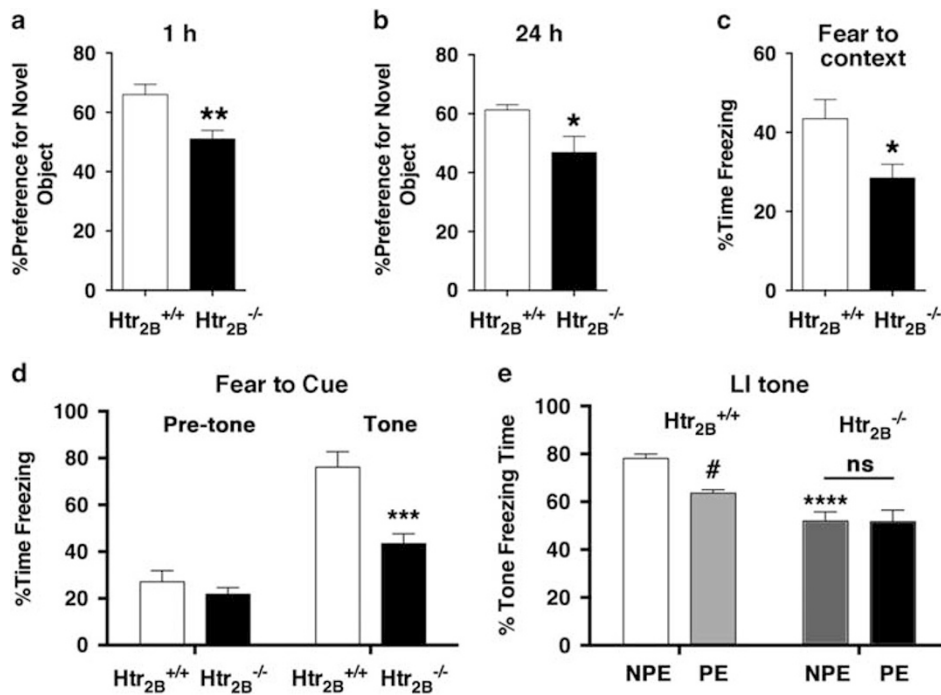 a
1 h
%Preference for Novel
Object
80
60
40
20
0
**
Htr2B+/+ Htr2B-/-
b
24 h
%Preference for Novel
Object
80
60
40
20
0
*
Htr2B+/+ Htr2B-/-
c
Fear to
context
%Time Freezing
60
40
20
0
*
Htr2B+/+ Htr2B-/-
d
Fear to Cue
%Time Freezing
100
80
60
40
20
0
Pre-tone Tone
***
Htr2B+/+ Htr2B-/- Htr2B+/+ Htr2B-/-
e
LI tone
% Tone Freezing Time
100
80
60
40
20
0
Htr2B+/+ Htr2B-/-
#
ns
****
NPE PE NPE PE